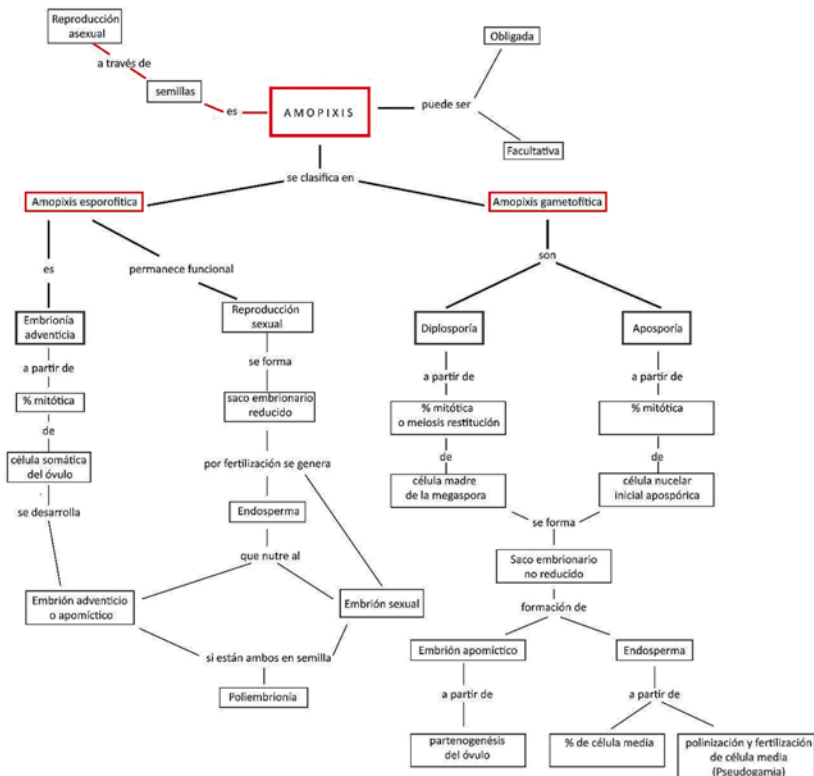 Reproducción
asexual
a través de
semillas
es
AMOPIXIS
puede ser
Obligada
Facultativa
se clasifica en
Amopixis esporofítica
Amopixis gametofítica
es
permanece funcional
son
Embrionía
adventicia
Reproducción
sexual
Diplosporía
Aposporía
a partir de
se forma
a partir de
a partir de
% mitótica
saco embrionario
reducido
% mitótica
o meiosis restitución
% mitótica
de
de
de
célula somática
del óvulo
por fertilización se genera
célula madre
de la megaspora
célula nucelar
inicial apospórica
se desarrolla
Endosperma
se forma
que nutre al
Saco embrionario
no reducido
Embrión adventicio
o apomíctico
Embrión sexual
formación de
si están ambos en semilla
Embrión apomíctico
Endosperma
Poliembrionía
a partir de
a partir de
partenogenésis
del óvulo
% de célula media
polinización y fertilización
de célula media
(Pseudogamia)